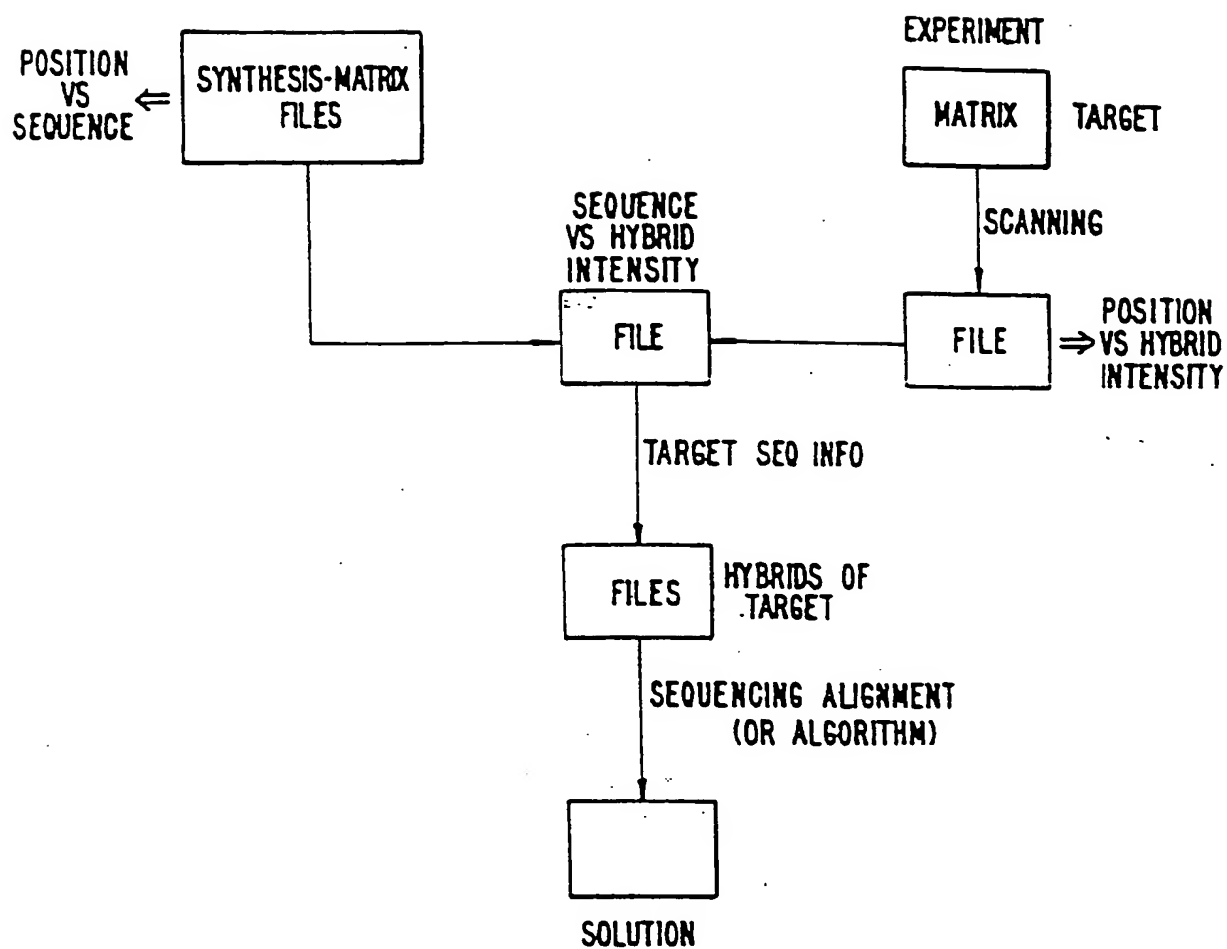 POSITION
VS
SEQUENCE
SYNTHESIS-MATRIX
FILES
EXPERIMENT
MATRIX
TARGET
SCANNING
SEQUENCE
VS HYBRID
INTENSITY
FILE
FILE
POSITION
VS HYBRID
INTENSITY
TARGET SEQ INFO
FILES
HYBRIDS OF
TARGET
SEQUENCING ALIGNMENT
(OR ALGORITHM)
SOLUTION